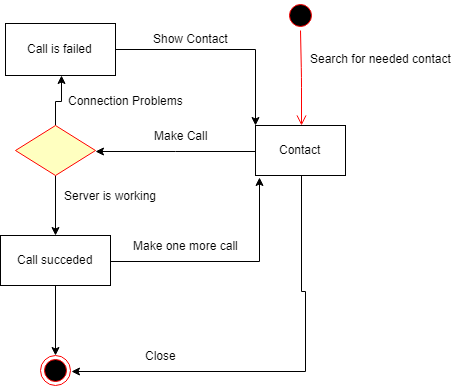 Show Contact
Call is failed
Search for needed contact
Connection Problems
Make Call
Contact
Server is working
Make one more call
Call succeded
Close